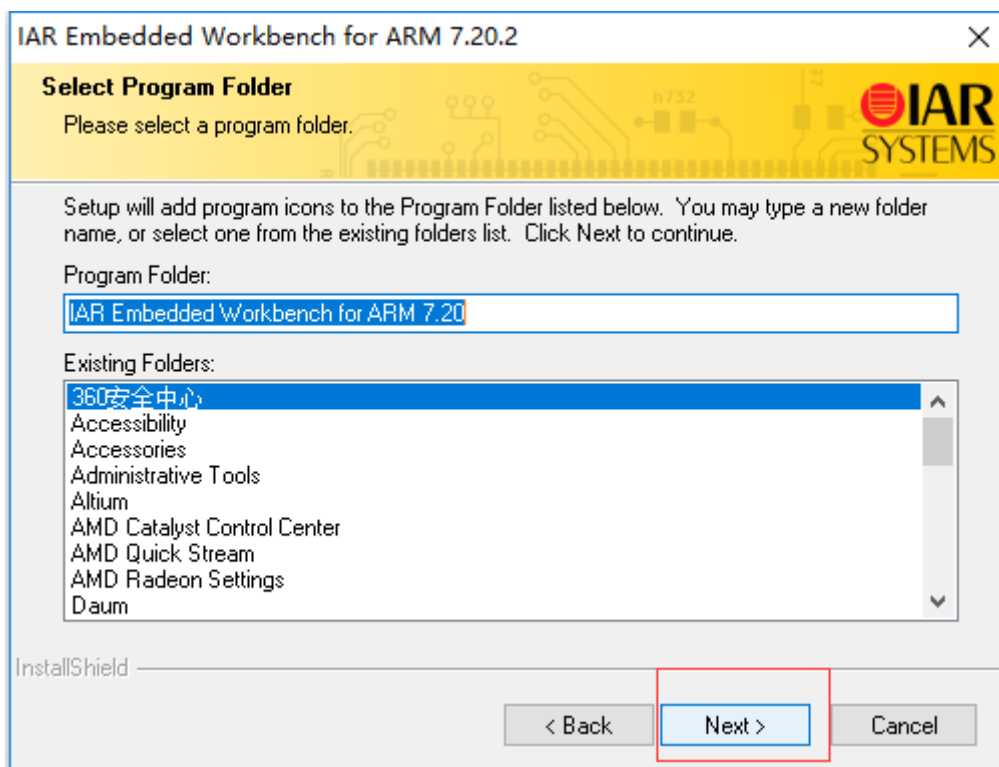 IAR Embedded Workbench for ARM 7.20.2
Select Program Folder
Please select a program folder.
h732
IAR
SYSTEMS
Setup will add program icons to the Program Folder listed below.  You may type a new folder
name, or select one from the existing folders list.  Click Next to continue.
Program Folder:
IAR Embedded Workbench for ARM 7.20
Existing Folders:
360安全中心
Accessibility
Accessories
Administrative Tools
Altium
AMD Catalyst Control Center
AMD Quick Stream
AMD Radeon Settings
Daum
InstallShield
< Back
Next >
Cancel